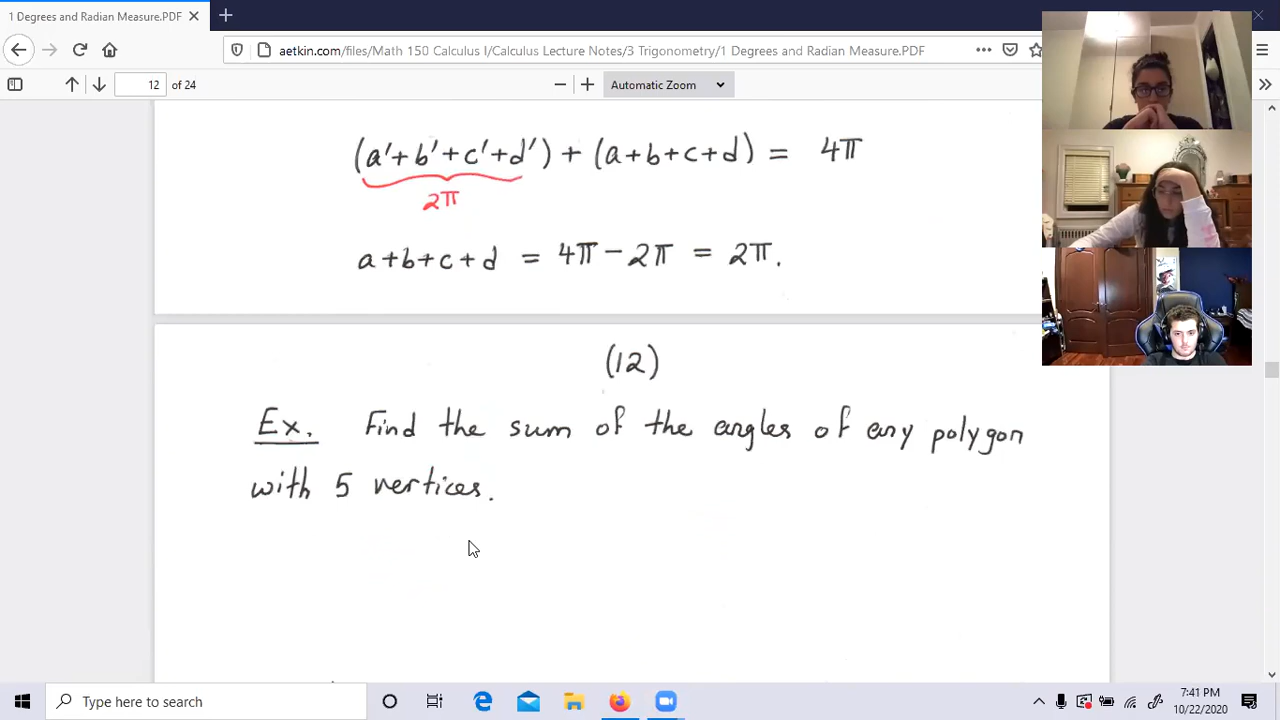 1 Degrees and Radian Measure.PDF
aetkin.com/files/Math 150 Calculus I/Calculus Lecture Notes/3 Trigonometry/1 Degrees and Radian Measure.PDF
12 of 24
Automatic Zoom
(a'+b'+c'+d') + (a+b+c+d) = 4π
2π
a+b+c+d = 4π-2π = 2π.
(12)
Ex. Find the sum of the angles of any polygon
with 5 vertices.
Type here to search
7:41 PM
10/22/2020